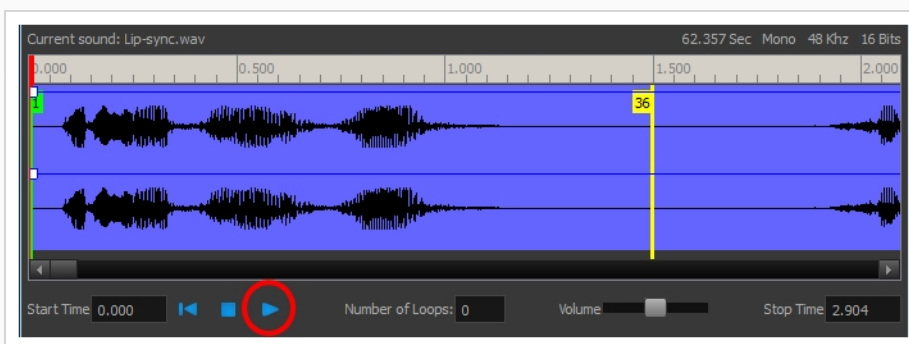 Current sound: Lip-sync.wav 62.357 Sec Mono 48 Khz 16 Bits
0.000 0.500 1.000 1.500 2.000
1 36
Start Time 0.000 Number of Loops: 0 Volume Stop Time 2.904